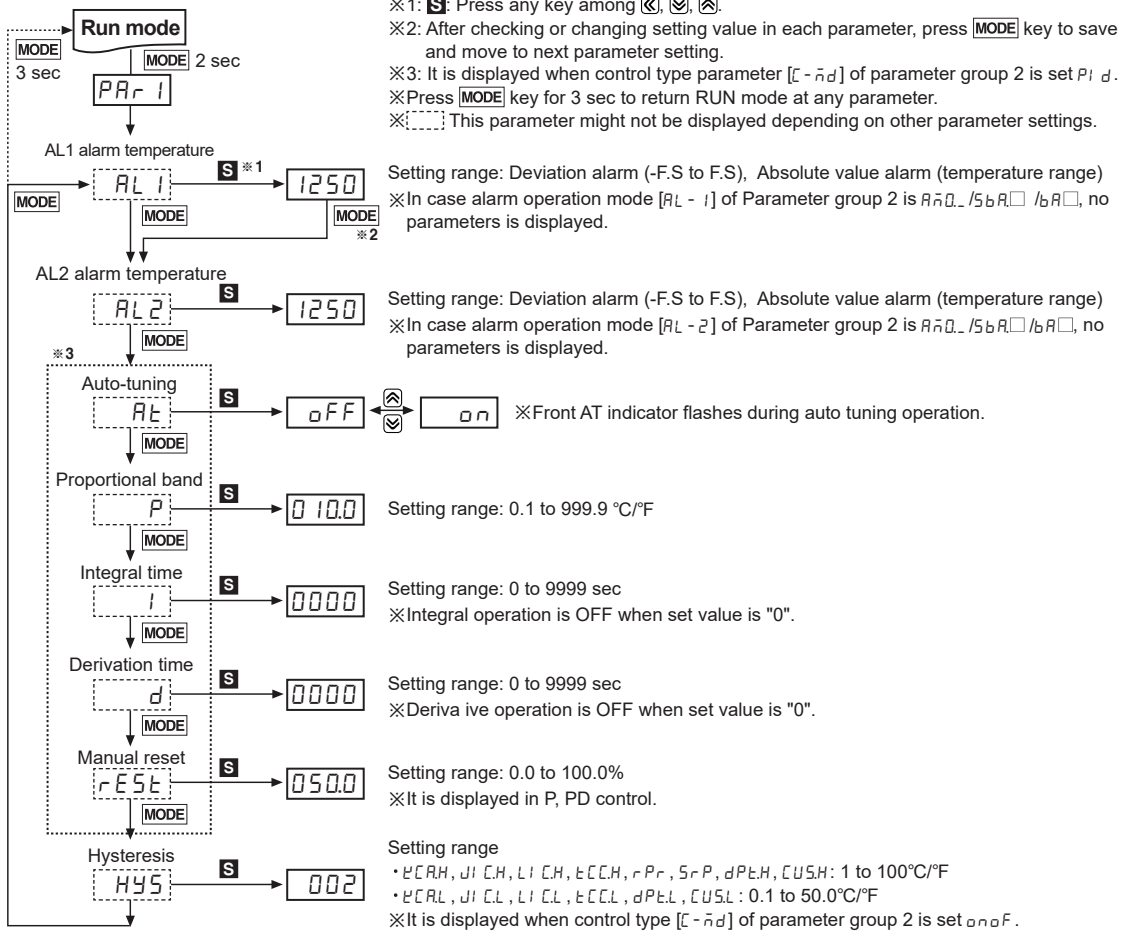 ※1: S: Press any key among «, ︾, ︽.
※2: After checking or changing setting value in each parameter, press MODE key to save
and move to next parameter setting.
※3: It is displayed when control type parameter [C-nd] of parameter group 2 is set PI d.
※Press MODE key for 3 sec to return RUN mode at any parameter.
※[ ] This parameter might not be displayed depending on other parameter settings.
Run mode
MODE
3 sec
MODE 2 sec
PAr 1
AL1 alarm temperature
AL1
S ※1
1250
MODE
MODE
MODE
※2
Setting range: Deviation alarm (-F.S to F.S), Absolute value alarm (temperature range)
※In case alarm operation mode [AL-1] of Parameter group 2 is Añ0._ /SbA.□ /bA□, no
parameters is displayed.
AL2 alarm temperature
AL2
S
1250
MODE
Setting range: Deviation alarm (-F.S to F.S), Absolute value alarm (temperature range)
※In case alarm operation mode [AL-2] of Parameter group 2 is Añ0._ /SbA.□ /bA□, no
parameters is displayed.
※3
Auto-tuning
At
S
oFF
on
※Front AT indicator flashes during auto tuning operation.
MODE
Proportional band
P
S
010.0
Setting range: 0.1 to 999.9 °C/°F
MODE
Integral time
I
S
0000
Setting range: 0 to 9999 sec
※Integral operation is OFF when set value is "0".
MODE
Derivation time
d
S
0000
Setting range: 0 to 9999 sec
※Deriva ive operation is OFF when set value is "0".
MODE
Manual reset
rESt
S
050.0
Setting range: 0.0 to 100.0%
※It is displayed in P, PD control.
MODE
Hysteresis
HYS
S
002
Setting range
・KCA.H, JI C.H, LI C.H, tCC.H, rPr, SrP, dPt.H, CUS.H: 1 to 100°C/°F
・KCA.L, JI C.L, LI C.L, tCC.L, dPt.L, CUS.L: 0.1 to 50.0°C/°F
※It is displayed when control type [C-ñd] of parameter group 2 is set onoF.